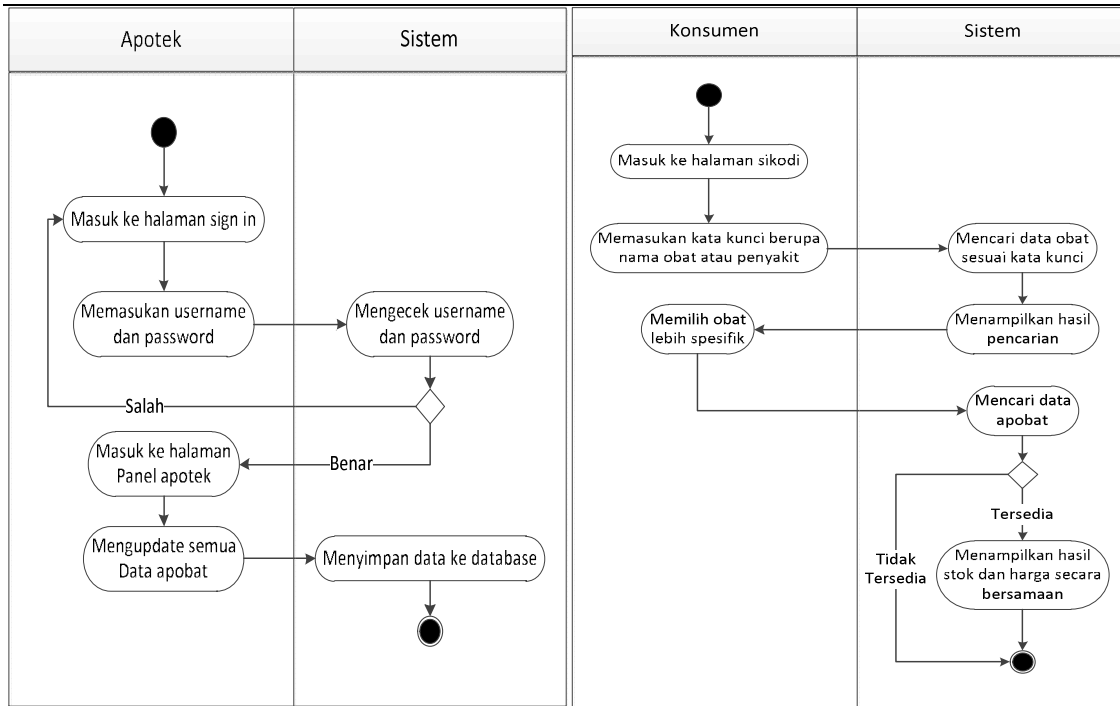 Apotek
Sistem
Masuk ke halaman sign in
Memasukan username
dan password
Mengecek username
dan password
Salah
Benar
Masuk ke halaman
Panel apotek
Mengupdate semua
Data apobat
Menyimpan data ke database
Konsumen
Sistem
Masuk ke halaman sikodi
Memasukan kata kunci berupa
nama obat atau penyakit
Mencari data obat
sesuai kata kunci
Menampilkan hasil
pencarian
Memilih obat
lebih spesifik
Mencari data
apobat
Tersedia
Tidak
Tersedia
Menampilkan hasil
stok dan harga secara
bersamaan